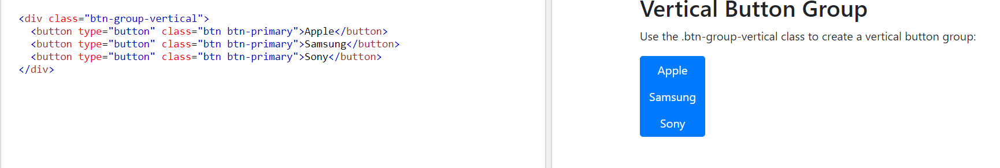 <div class="btn-group-vertical">
  <button type="button" class="btn btn-primary">Apple</button>
  <button type="button" class="btn btn-primary">Samsung</button>
  <button type="button" class="btn btn-primary">Sony</button>
</div>
Vertical Button Group
Use the .btn-group-vertical class to create a vertical button group:
Apple
Samsung
Sony